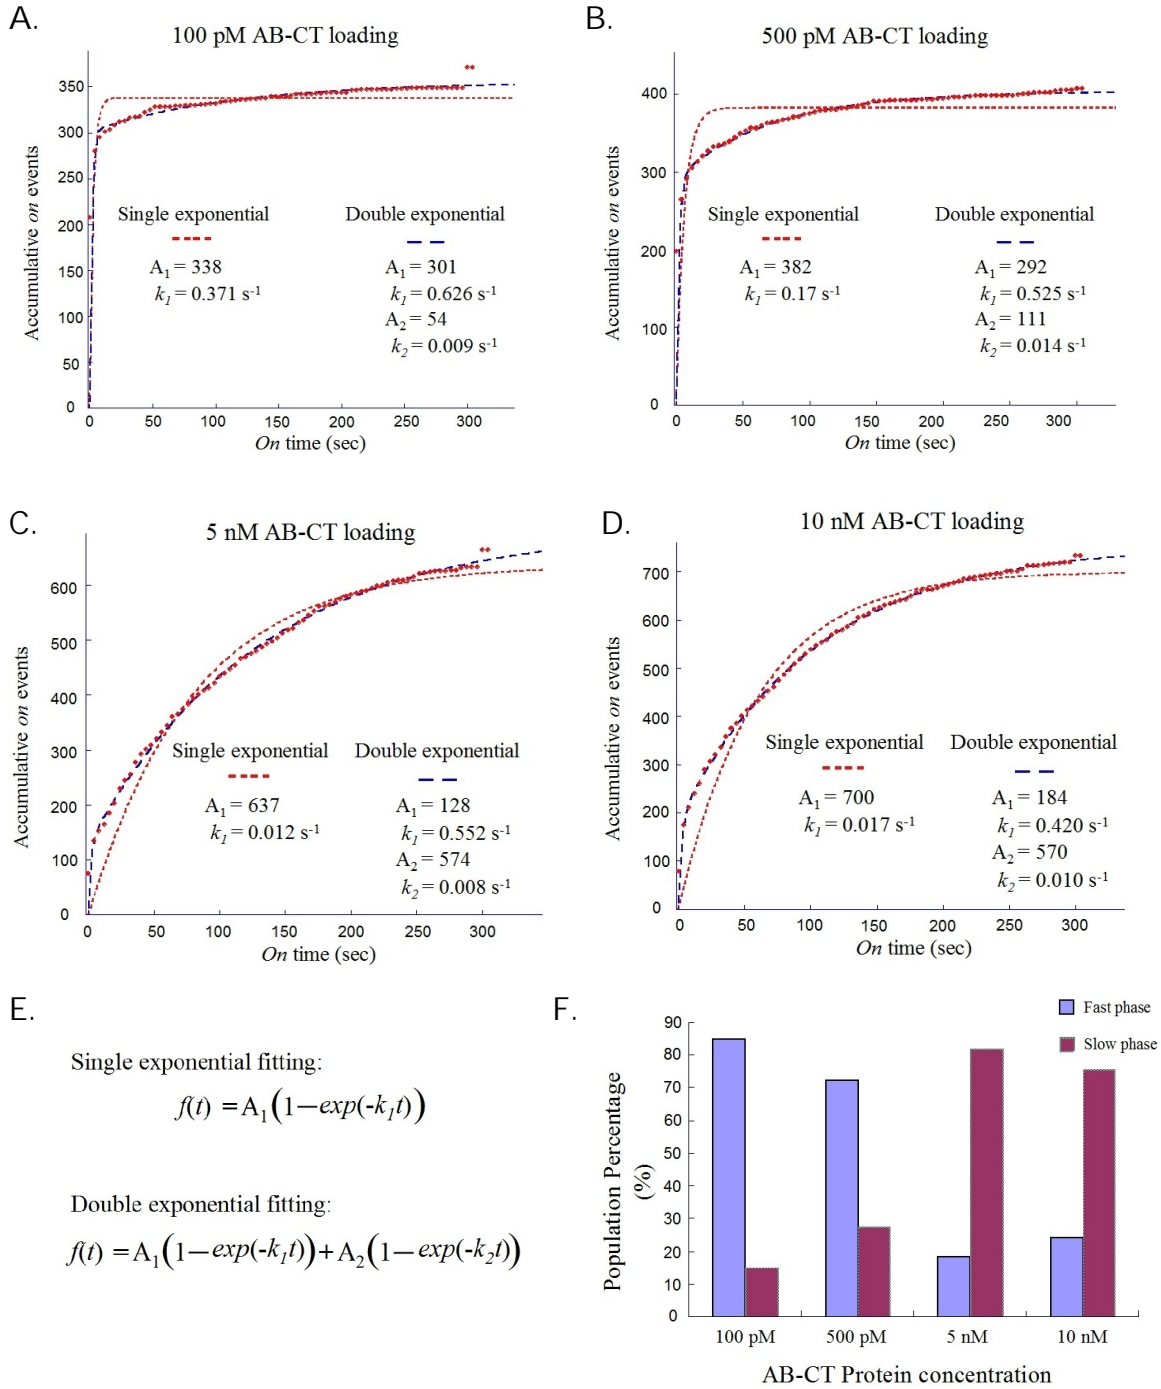 A.
100 pM AB-CT loading
Accumulative on events
350
300
250
200
150
100
50
0
Single exponential
A1 = 338
k1 = 0.371 s-1
Double exponential
A1 = 301
k1 = 0.626 s-1
A2 = 54
k2 = 0.009 s-1
0 50 100 150 200 250 300
On time (sec)
B.
500 pM AB-CT loading
Accumulative on events
400
300
200
100
0
Single exponential
A1 = 382
k1 = 0.17 s-1
Double exponential
A1 = 292
k1 = 0.525 s-1
A2 = 111
k2 = 0.014 s-1
0 50 100 150 200 250 300
On time (sec)
C.
5 nM AB-CT loading
Accumulative on events
600
500
400
300
200
100
0
Single exponential
A1 = 637
k1 = 0.012 s-1
Double exponential
A1 = 128
k1 = 0.552 s-1
A2 = 574
k2 = 0.008 s-1
0 50 100 150 200 250 300
On time (sec)
D.
10 nM AB-CT loading
Accumulative on events
700
600
500
400
300
200
100
0
Single exponential
A1 = 700
k1 = 0.017 s-1
Double exponential
A1 = 184
k1 = 0.420 s-1
A2 = 570
k2 = 0.010 s-1
0 50 100 150 200 250 300
On time (sec)
E.
Single exponential fitting:
f(t) = A1(1−exp(-k1t))
Double exponential fitting:
f(t) = A1(1−exp(-k1t))+A2(1−exp(-k2t))
F.
Fast phase
Slow phase
Population Percentage
(%)
90
80
70
60
50
40
30
20
10
0
100 pM 500 pM 5 nM 10 nM
AB-CT Protein concentration